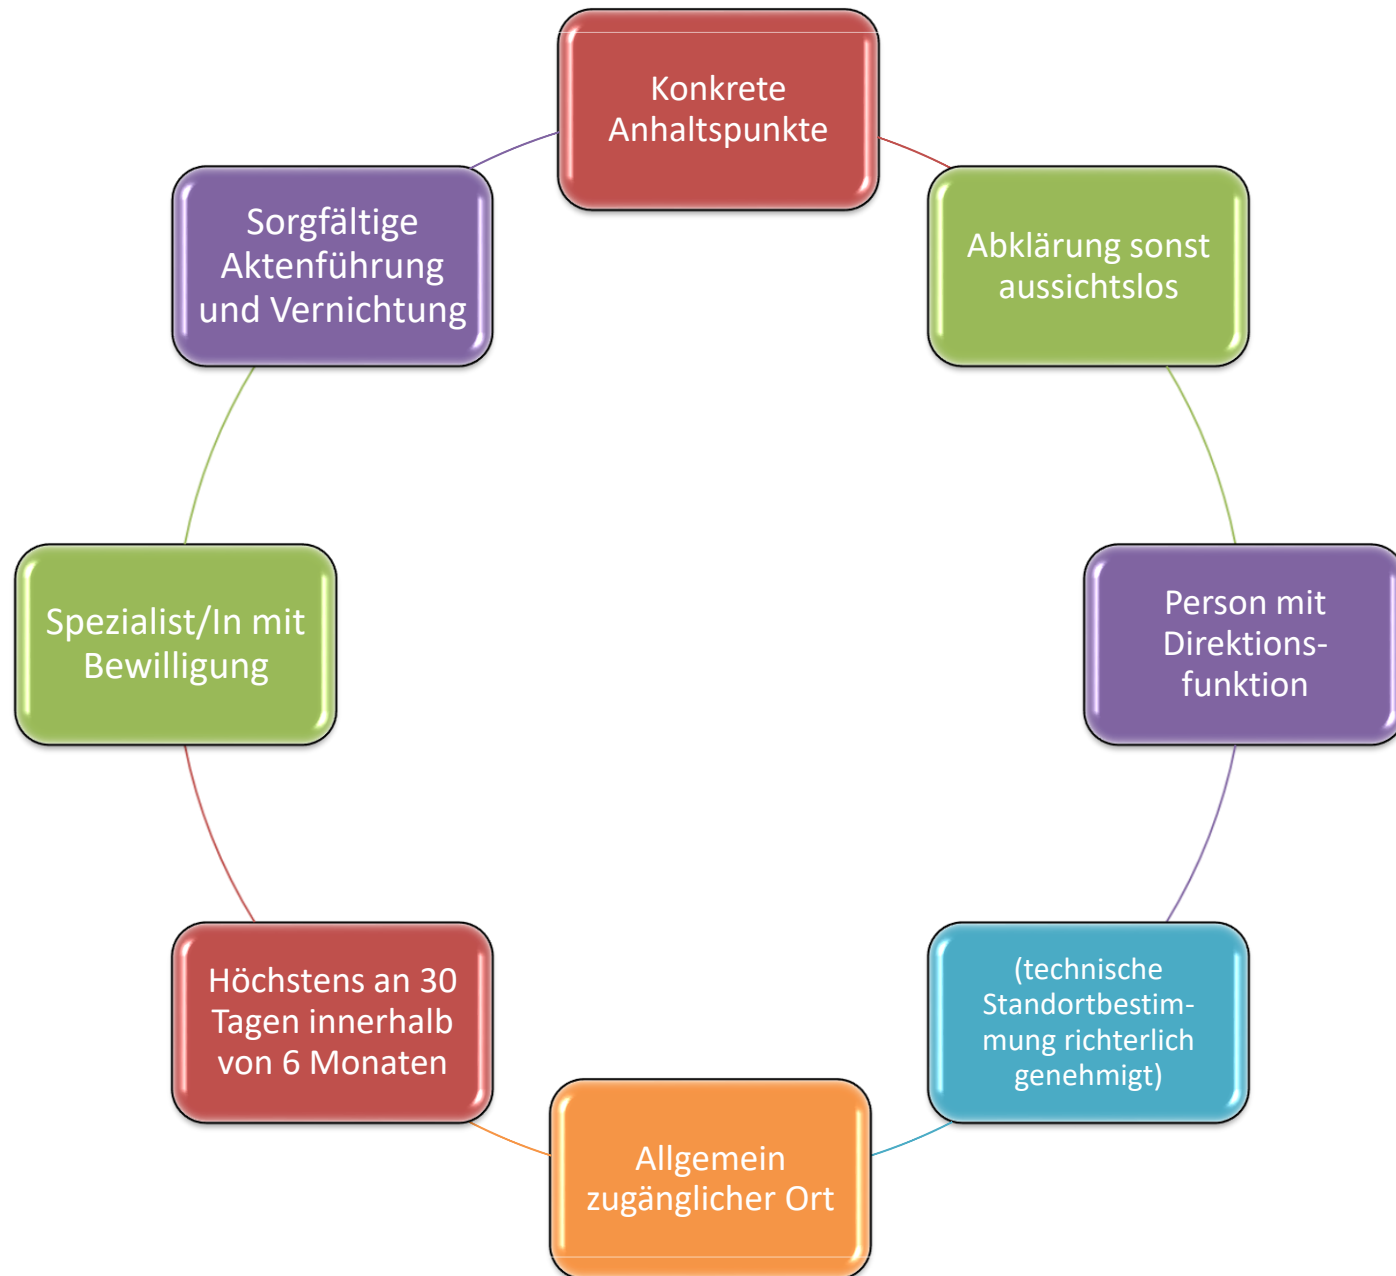 Konkrete
Anhaltspunkte
Abklärung sonst
aussichtslos
Person mit
Direktions-
funktion
(technische
Standortbestim-
mung richterlich
genehmigt)
Allgemein
zugänglicher Ort
Höchstens an 30
Tagen innerhalb
von 6 Monaten
Spezialist/In mit
Bewilligung
Sorgfältige
Aktenführung
und Vernichtung